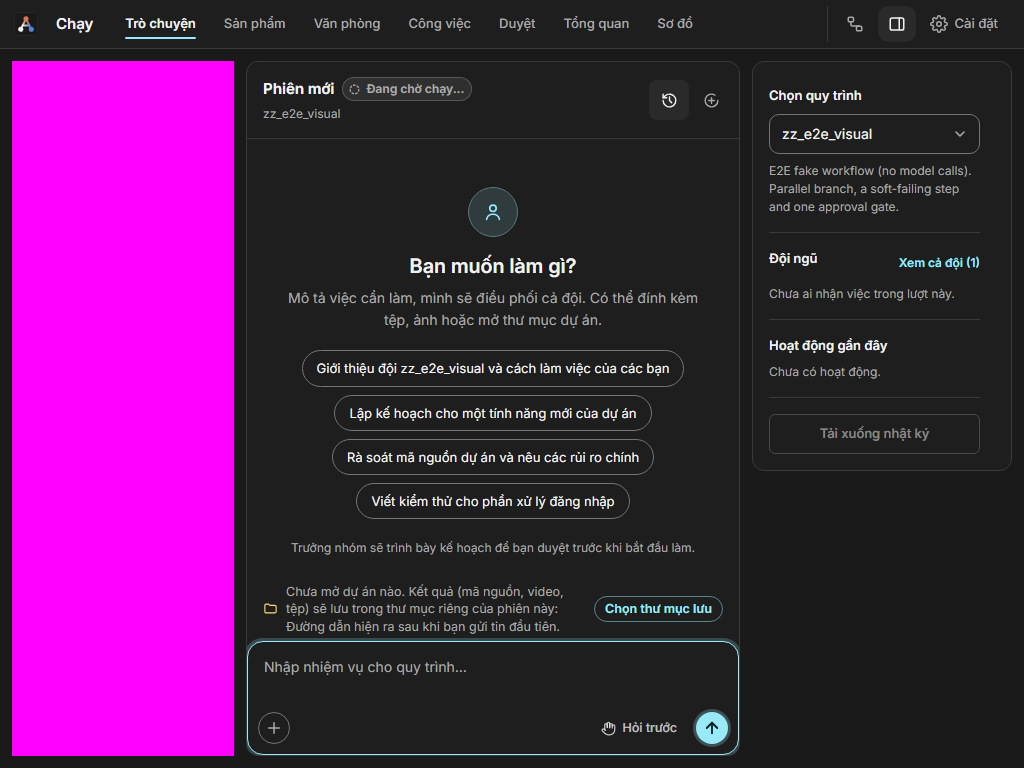 Chạy
Trò chuyện
Sản phẩm
Văn phòng
Công việc
Duyệt
Tổng quan
Sơ đồ
Cài đặt
Phiên mới
Đang chờ chạy...
zz_e2e_visual
Bạn muốn làm gì?
Mô tả việc cần làm, mình sẽ điều phối cả đội. Có thể đính kèm
tệp, ảnh hoặc mở thư mục dự án.
Giới thiệu đội zz_e2e_visual và cách làm việc của các bạn
Lập kế hoạch cho một tính năng mới của dự án
Rà soát mã nguồn dự án và nêu các rủi ro chính
Viết kiểm thử cho phần xử lý đăng nhập
Trưởng nhóm sẽ trình bày kế hoạch để bạn duyệt trước khi bắt đầu làm.
Chưa mở dự án nào. Kết quả (mã nguồn, video,
tệp) sẽ lưu trong thư mục riêng của phiên này:
Đường dẫn hiện ra sau khi bạn gửi tin đầu tiên.
Chọn thư mục lưu
Nhập nhiệm vụ cho quy trình...
Hỏi trước
Chọn quy trình
zz_e2e_visual
E2E fake workflow (no model calls).
Parallel branch, a soft-failing step
and one approval gate.
Đội ngũ
Xem cả đội (1)
Chưa ai nhận việc trong lượt này.
Hoạt động gần đây
Chưa có hoạt động.
Tải xuống nhật ký